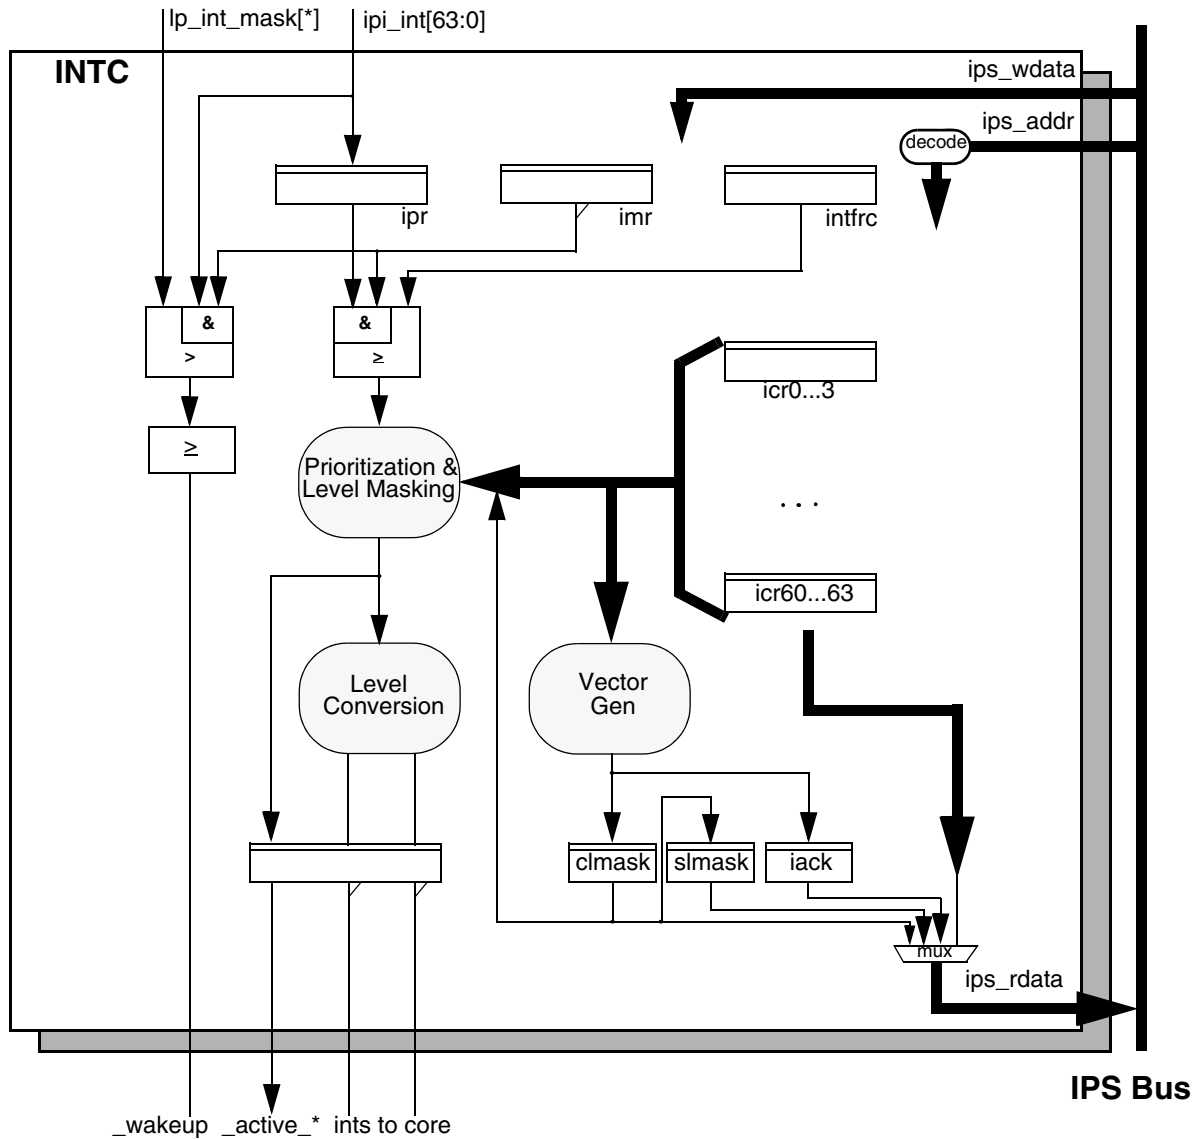 lp_int_mask[*]
ipi_int[63:0]
INTC
ips_wdata
ips_addr
decode
ipr
imr
intfrc
&
>
&
≥
≥
icr0...3
Prioritization &
Level Masking
. . .
icr60...63
Level
Conversion
Vector
Gen
clmask
slmask
iack
mux
ips_rdata
IPS Bus
_wakeup
_active_*
ints to core